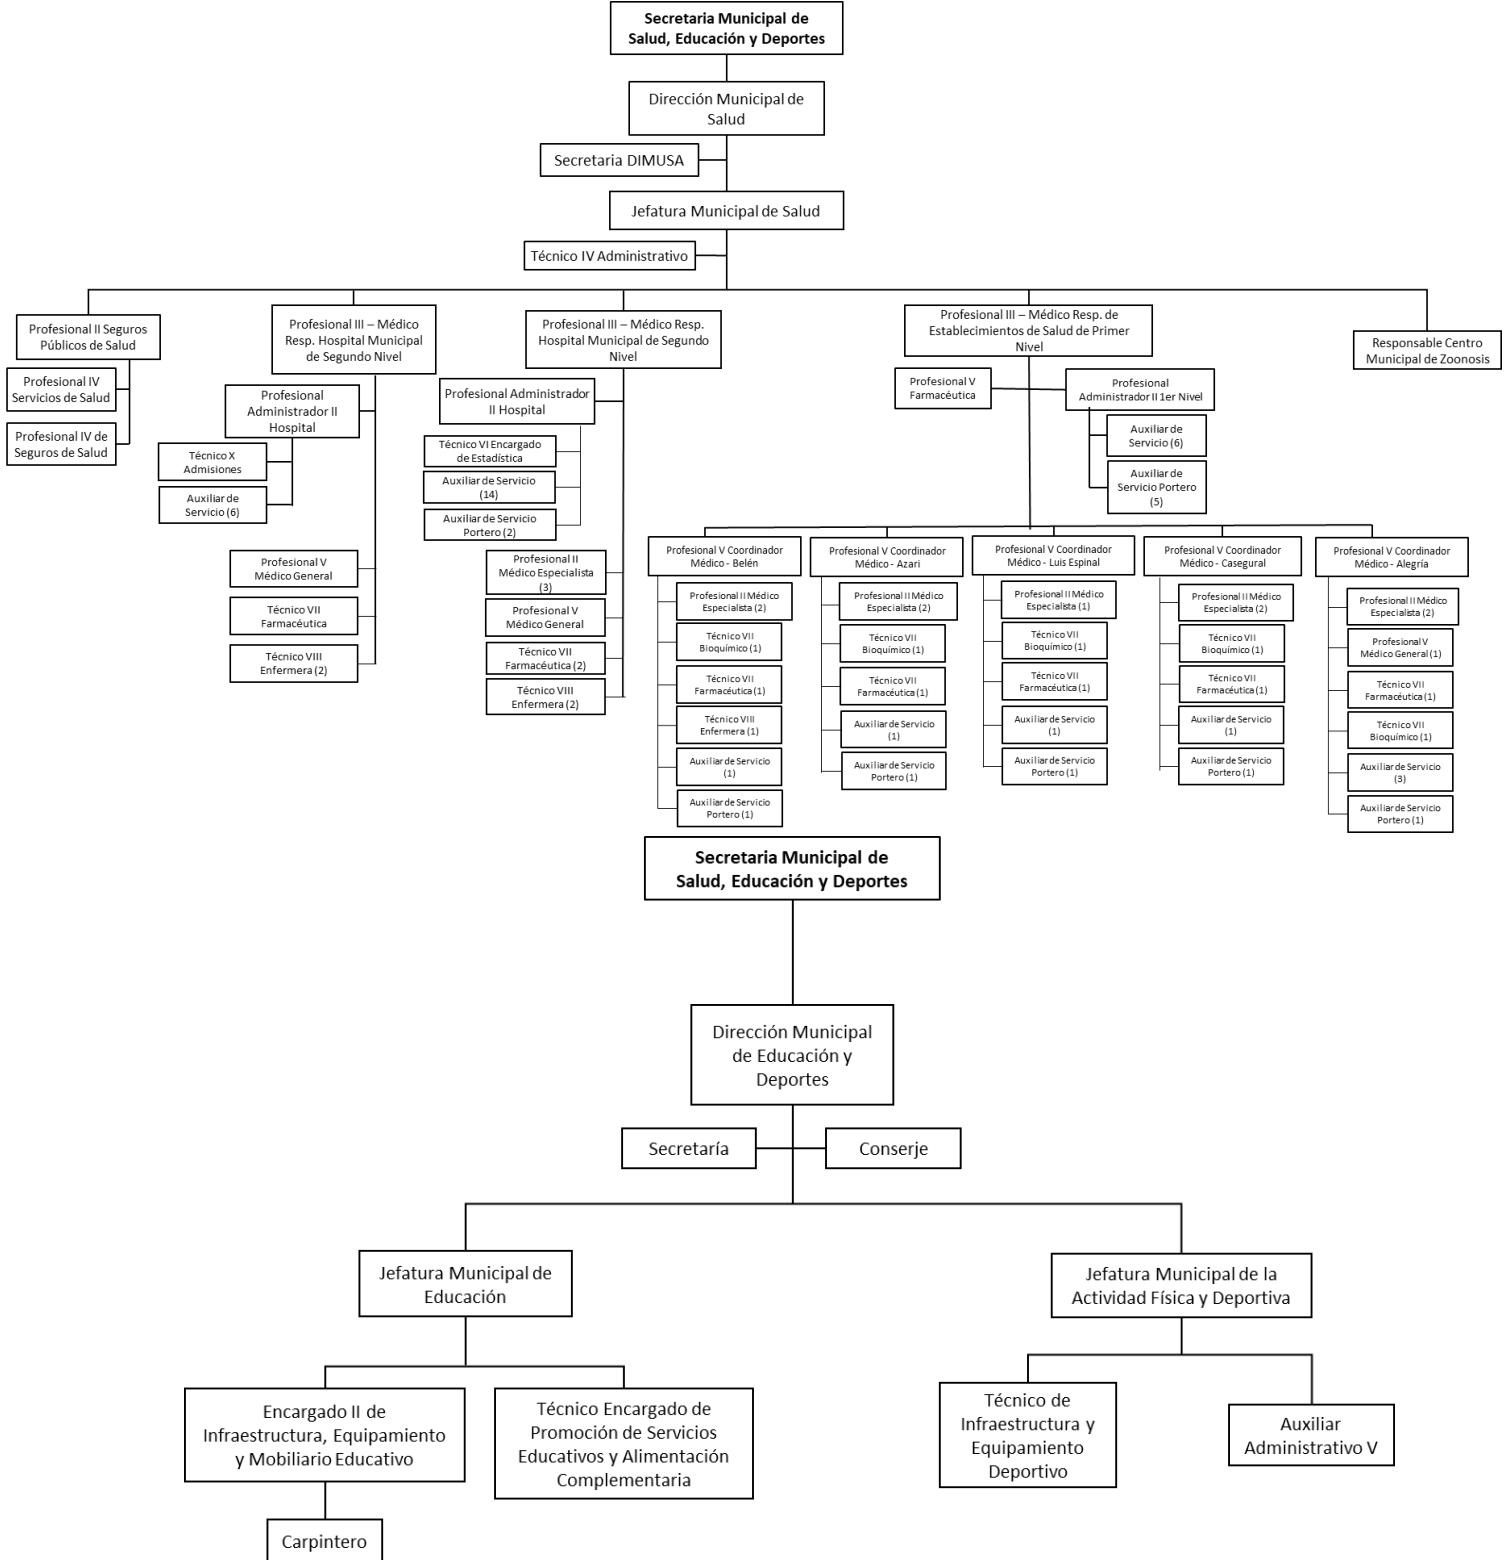 Secretaria Municipal de
Salud, Educación y Deportes
Dirección Municipal de
Salud
Secretaria DIMUSA
Jefatura Municipal de Salud
Técnico IV Administrativo
Profesional II Seguros
Públicos de Salud
Profesional IV
Servicios de Salud
Profesional IV de
Seguros de Salud
Profesional III – Médico
Resp. Hospital Municipal
de Segundo Nivel
Profesional
Administrador II
Hospital
Técnico X
Admisiones
Auxiliar de
Servicio (6)
Profesional V
Médico General
Técnico VII
Farmacéutica
Técnico VIII
Enfermera (2)
Profesional III – Médico Resp.
Hospital Municipal de Segundo
Nivel
Profesional Administrador
II Hospital
Técnico VI Encargado
de Estadística
Auxiliar de Servicio
(14)
Auxiliar de Servicio
Portero (2)
Profesional II
Médico Especialista
(3)
Profesional V
Médico General
Técnico VII
Farmacéutica (2)
Técnico VIII
Enfermera (2)
Profesional III – Médico Resp. de
Establecimientos de Salud de Primer
Nivel
Profesional V
Farmacéutica
Profesional
Administrador II 1er Nivel
Auxiliar de
Servicio (6)
Auxiliar de
Servicio Portero
(5)
Responsable Centro
Municipal de Zoonosis
Profesional V Coordinador
Médico - Belén
Profesional II Médico
Especialista (2)
Técnico VII
Bioquímico (1)
Técnico VII
Farmacéutica (1)
Técnico VIII
Enfermera (1)
Auxiliar de Servicio
(1)
Auxiliar de Servicio
Portero (1)
Profesional V Coordinador
Médico - Azari
Profesional II Médico
Especialista (2)
Técnico VII
Bioquímico (1)
Técnico VII
Farmacéutica (1)
Auxiliar de Servicio
(1)
Auxiliar de Servicio
Portero (1)
Profesional V Coordinador
Médico - Luis Espinal
Profesional II Médico
Especialista (1)
Técnico VII
Bioquímico (1)
Técnico VII
Farmacéutica (1)
Auxiliar de Servicio
(1)
Auxiliar de Servicio
Portero (1)
Profesional V Coordinador
Médico - Casegural
Profesional II Médico
Especialista (2)
Técnico VII
Bioquímico (1)
Técnico VII
Farmacéutica (1)
Auxiliar de Servicio
(1)
Auxiliar de Servicio
Portero (1)
Profesional V Coordinador
Médico - Alegría
Profesional II Médico
Especialista (2)
Profesional V
Médico General (1)
Técnico VII
Farmacéutica (1)
Técnico VII
Bioquímico (1)
Auxiliar de Servicio
(3)
Auxiliar de Servicio
Portero (1)
Secretaria Municipal de
Salud, Educación y Deportes
Dirección Municipal
de Educación y
Deportes
Secretaría
Conserje
Jefatura Municipal de
Educación
Encargado II de
Infraestructura, Equipamiento
y Mobiliario Educativo
Carpintero
Técnico Encargado de
Promoción de Servicios
Educativos y Alimentación
Complementaria
Jefatura Municipal de la
Actividad Física y Deportiva
Técnico de
Infraestructura y
Equipamiento
Deportivo
Auxiliar
Administrativo V